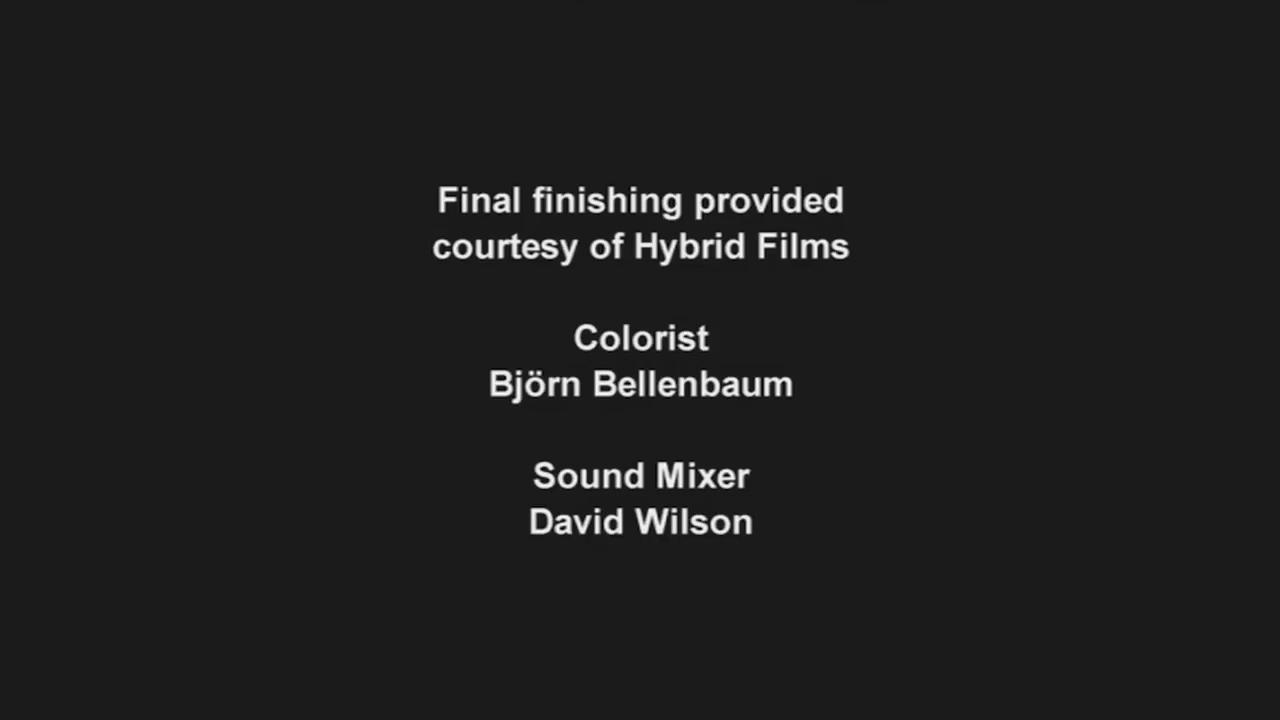 Final finishing provided
courtesy of Hybrid Films
Colorist
Björn Bellenbaum
Sound Mixer
David Wilson